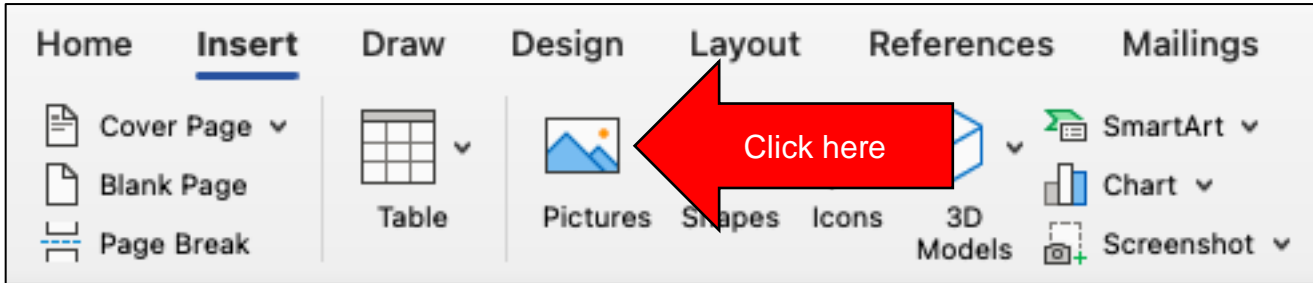 Home Insert Draw Design Layout References Mailings
Cover Page
Blank Page
Page Break
Table
Pictures
Click here
Shapes
Icons
3D
Models
SmartArt
Chart
Screenshot